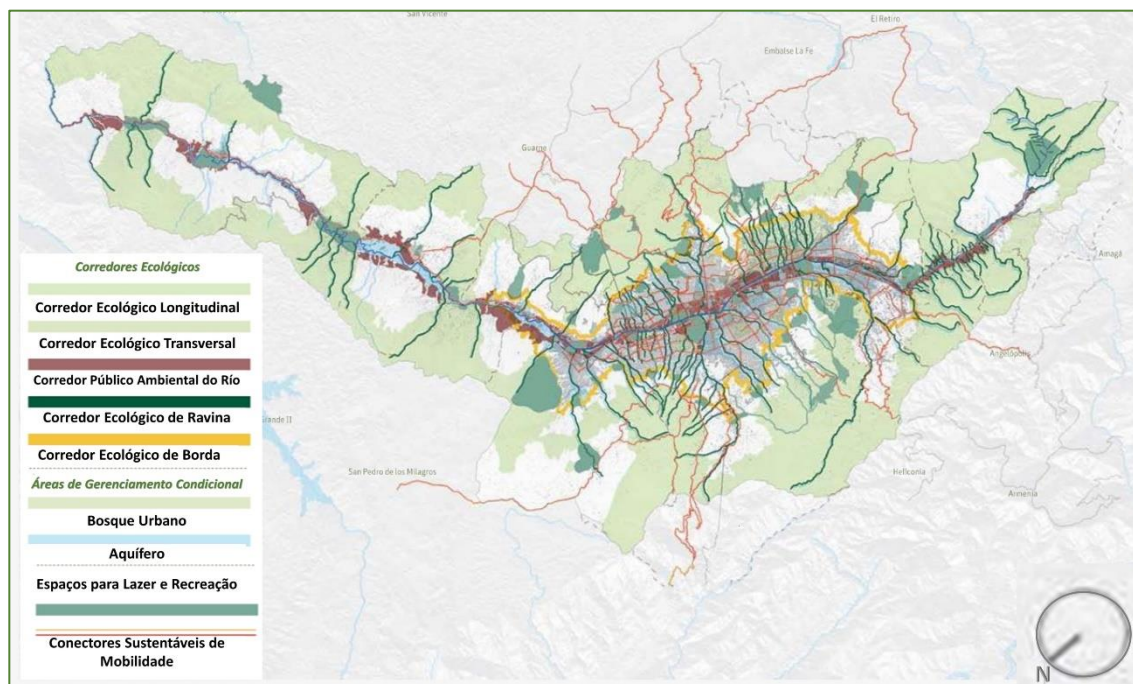 San Vicente
El Retiro
Embalse La Fe
Guarne
Amagá
Angelópolis
Grande II
San Pedro de los Milagros
Heliconia
Armenia
Corredores Ecológicos
Corredor Ecológico Longitudinal
Corredor Ecológico Transversal
Corredor Público Ambiental do Río
Corredor Ecológico de Ravina
Corredor Ecológico de Borda
Áreas de Gerenciamento Condicional
Bosque Urbano
Aquífero
Espaços para Lazer e Recreação
Conectores Sustentáveis de
Mobilidade
N